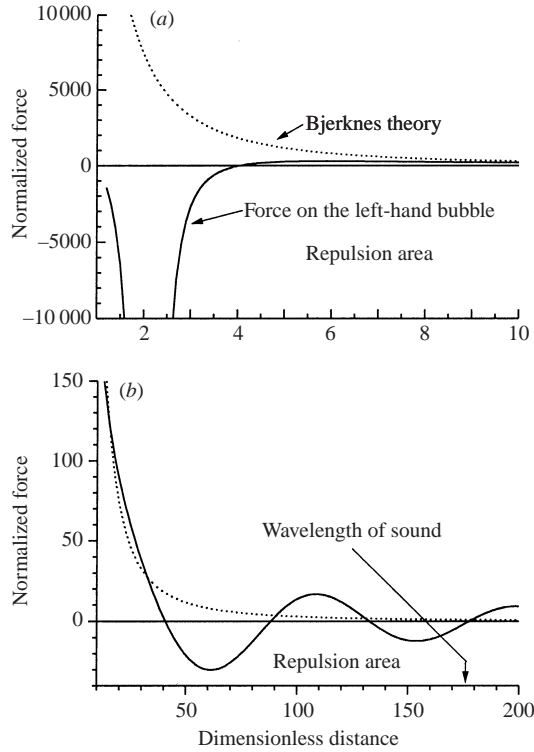 (a)
10000
5000
0
−5000
−10 000
Normalized force
Bjerknes theory
Force on the left-hand bubble
Repulsion area
2 4 6 8 10
(b)
150
100
50
0
Normalized force
Wavelength of sound
Repulsion area
50 100 150 200
Dimensionless distance